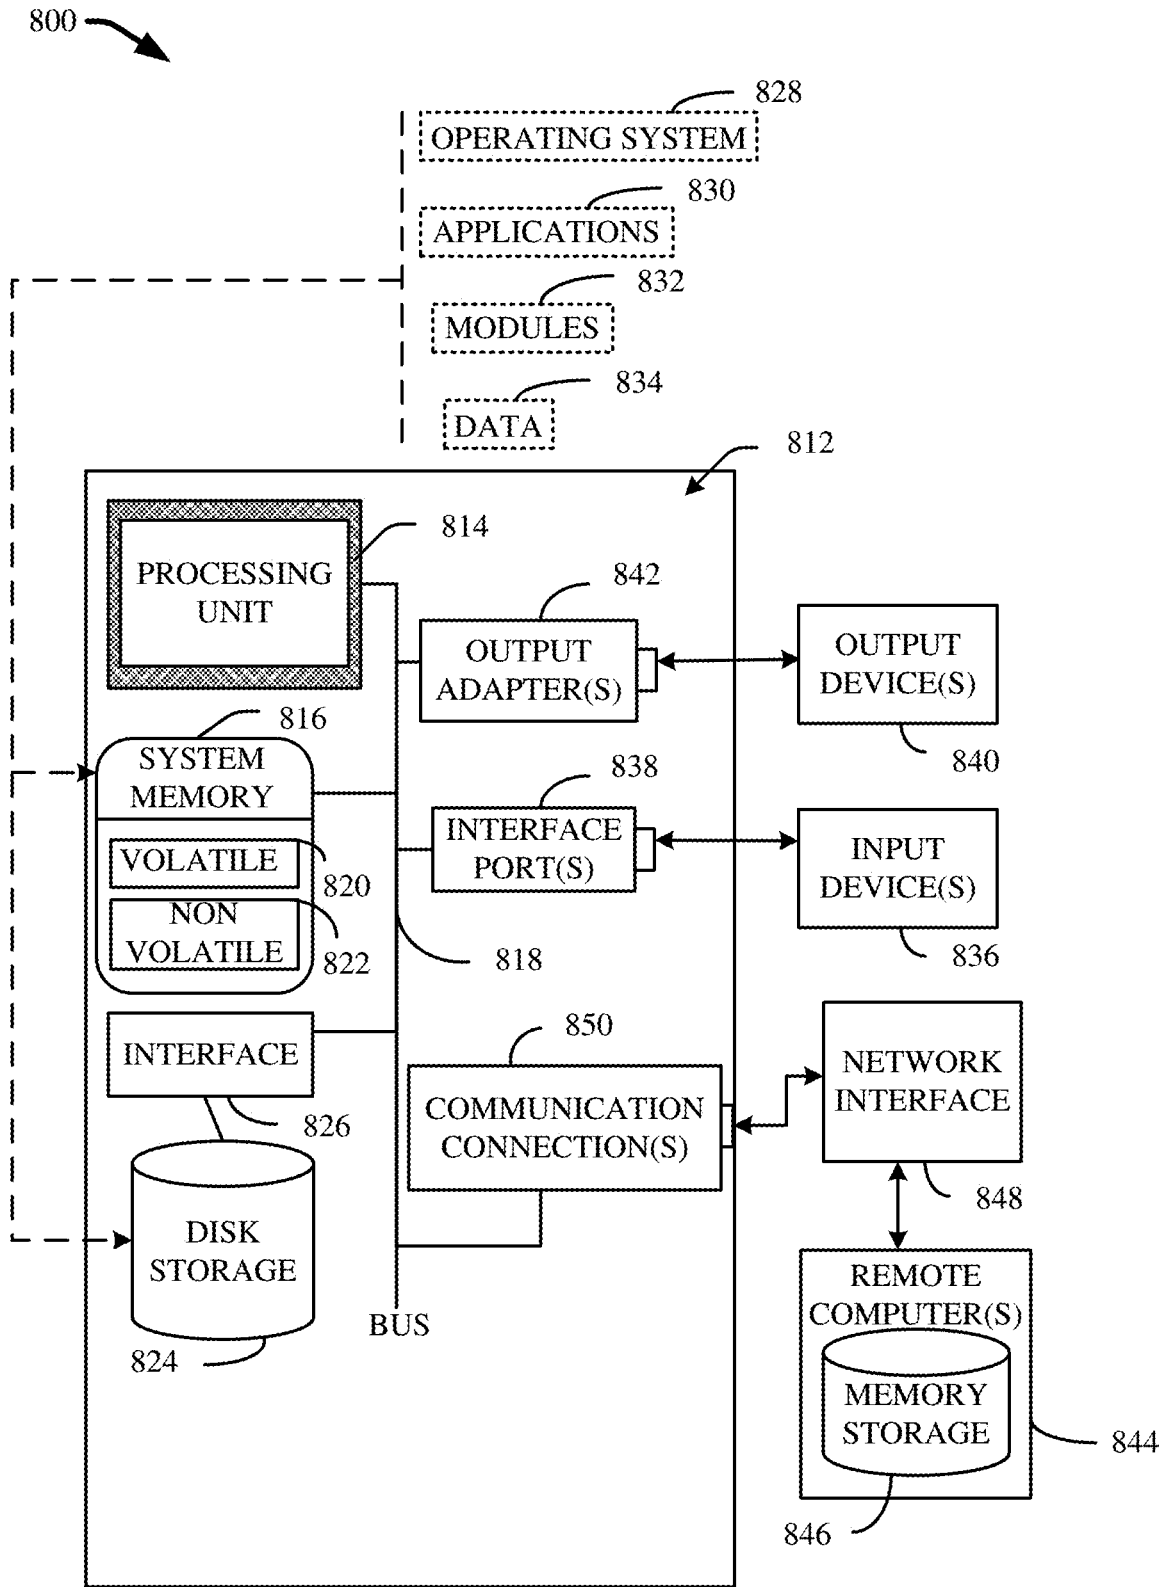 800
828
OPERATING SYSTEM
830
APPLICATIONS
832
MODULES
834
DATA
812
814
PROCESSING
UNIT
842
OUTPUT
ADAPTER(S)
OUTPUT
DEVICE(S)
840
816
SYSTEM
MEMORY
VOLATILE
820
NON
VOLATILE
822
838
INTERFACE
PORT(S)
INPUT
DEVICE(S)
836
818
INTERFACE
826
850
COMMUNICATION
CONNECTION(S)
NETWORK
INTERFACE
848
DISK
STORAGE
824
BUS
REMOTE
COMPUTER(S)
MEMORY
STORAGE
844
846